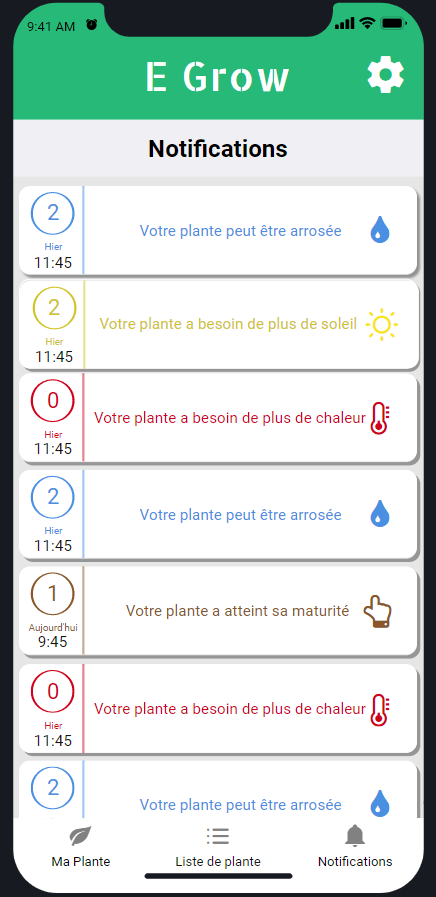 9:41 AM
E Grow
Notifications
2
Hier
11:45
Votre plante peut être arrosée
2
Hier
11:45
Votre plante a besoin de plus de soleil
0
Hier
11:45
Votre plante a besoin de plus de chaleur
2
Hier
11:45
Votre plante peut être arrosée
1
Aujourd'hui
9:45
Votre plante a atteint sa maturité
0
Hier
11:45
Votre plante a besoin de plus de chaleur
2
Votre plante peut être arrosée
Ma Plante
Liste de plante
Notifications